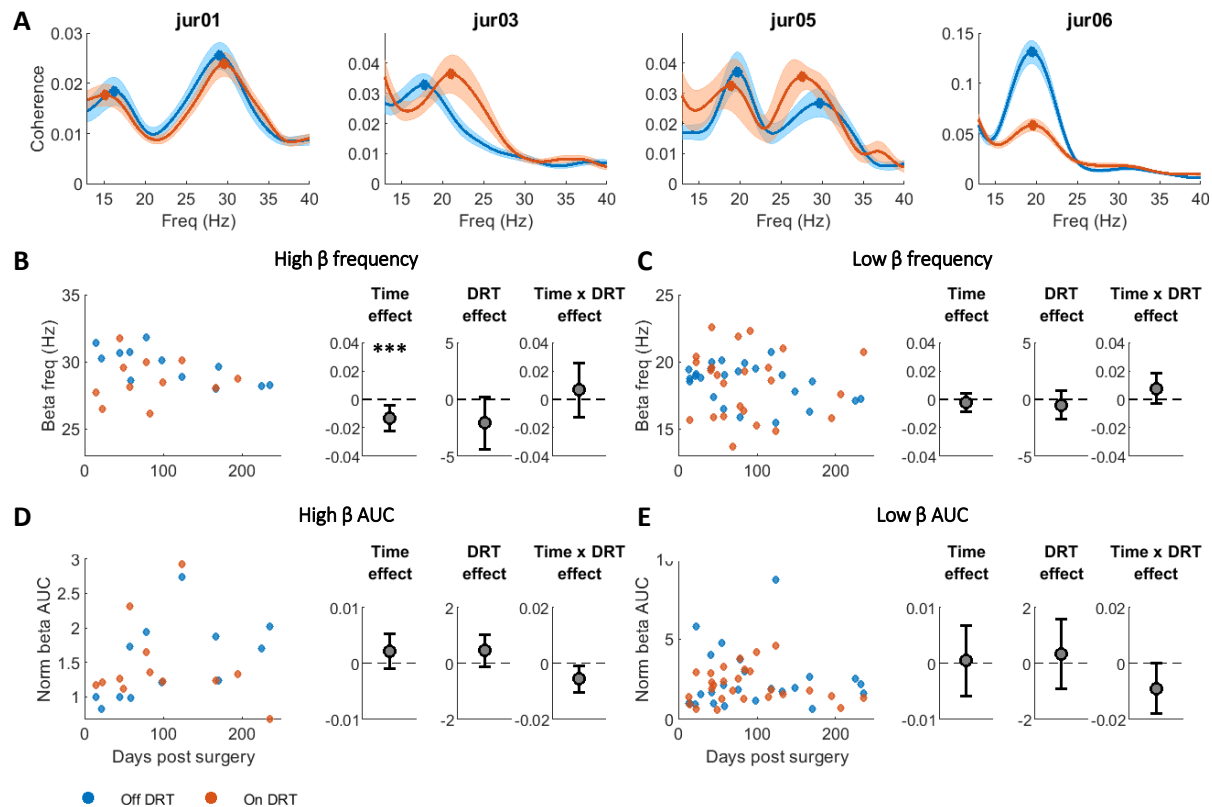 A
jur01
jur03
jur05
jur06
Coherence
0.03
0.02
0.01
0
15 20 25 30 35 40
Freq (Hz)
0.04
0.03
0.02
0.01
0
15 20 25 30 35 40
Freq (Hz)
0.04
0.03
0.02
0.01
0
15 20 25 30 35 40
Freq (Hz)
0.15
0.1
0.05
0
15 20 25 30 35 40
Freq (Hz)
B
High β frequency
Beta freq (Hz)
35
30
25
0 100 200
Time
effect
***
0.04
0.02
0
-0.02
-0.04
DRT
effect
5
0
-5
Time x DRT
effect
0.04
0.02
0
-0.02
-0.04
C
Low β frequency
Beta freq (Hz)
25
20
15
0 100 200
Time
effect
0.04
0.02
0
-0.02
-0.04
DRT
effect
5
0
-5
Time x DRT
effect
0.04
0.02
0
-0.02
-0.04
D
High β AUC
Norm beta AUC
3
2.5
2
1.5
1
0 100 200
Days post surgery
Time
effect
0.01
0
-0.01
DRT
effect
2
0
-2
Time x DRT
effect
0.02
0
-0.02
E
Low β AUC
Norm beta AUC
5
0
0 100 200
Days post surgery
Time
effect
0.01
0
-0.01
DRT
effect
2
0
-2
Time x DRT
effect
0.02
0
-0.02
Off DRT
On DRT